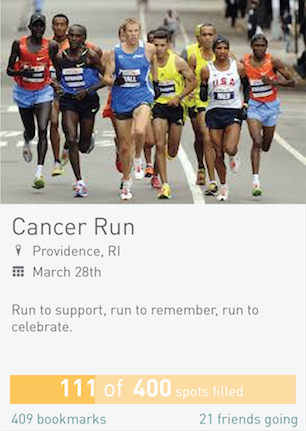 HALL
USA
Cancer Run
Providence, RI
March 28th
Run to support, run to remember, run to
celebrate.
111 of 400 spots filled
409 bookmarks
21 friends going